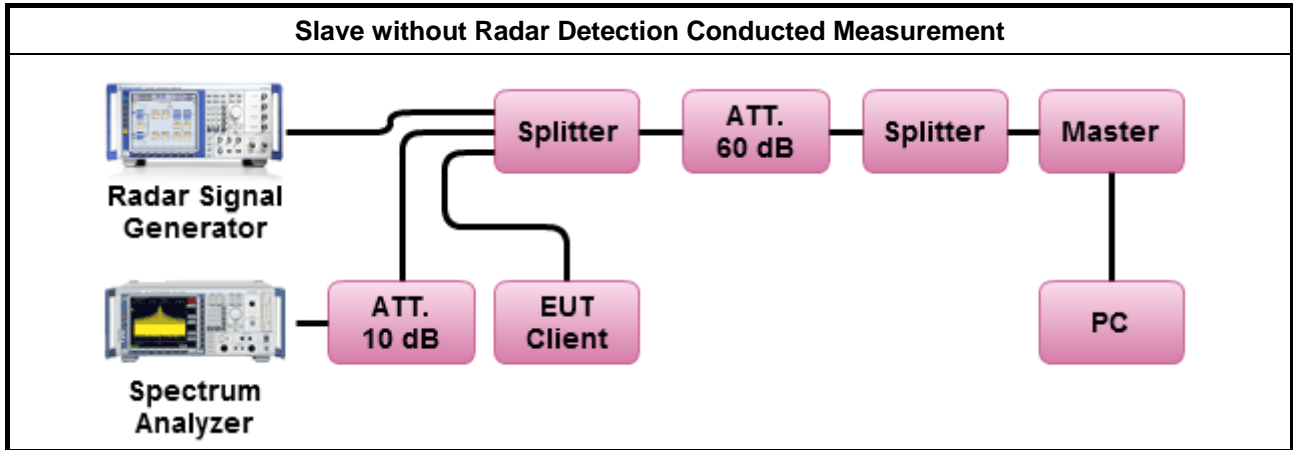 Slave without Radar Detection Conducted Measurement
Radar Signal
Generator
Splitter
ATT.
60 dB
Splitter
Master
Spectrum
Analyzer
ATT.
10 dB
EUT
Client
PC